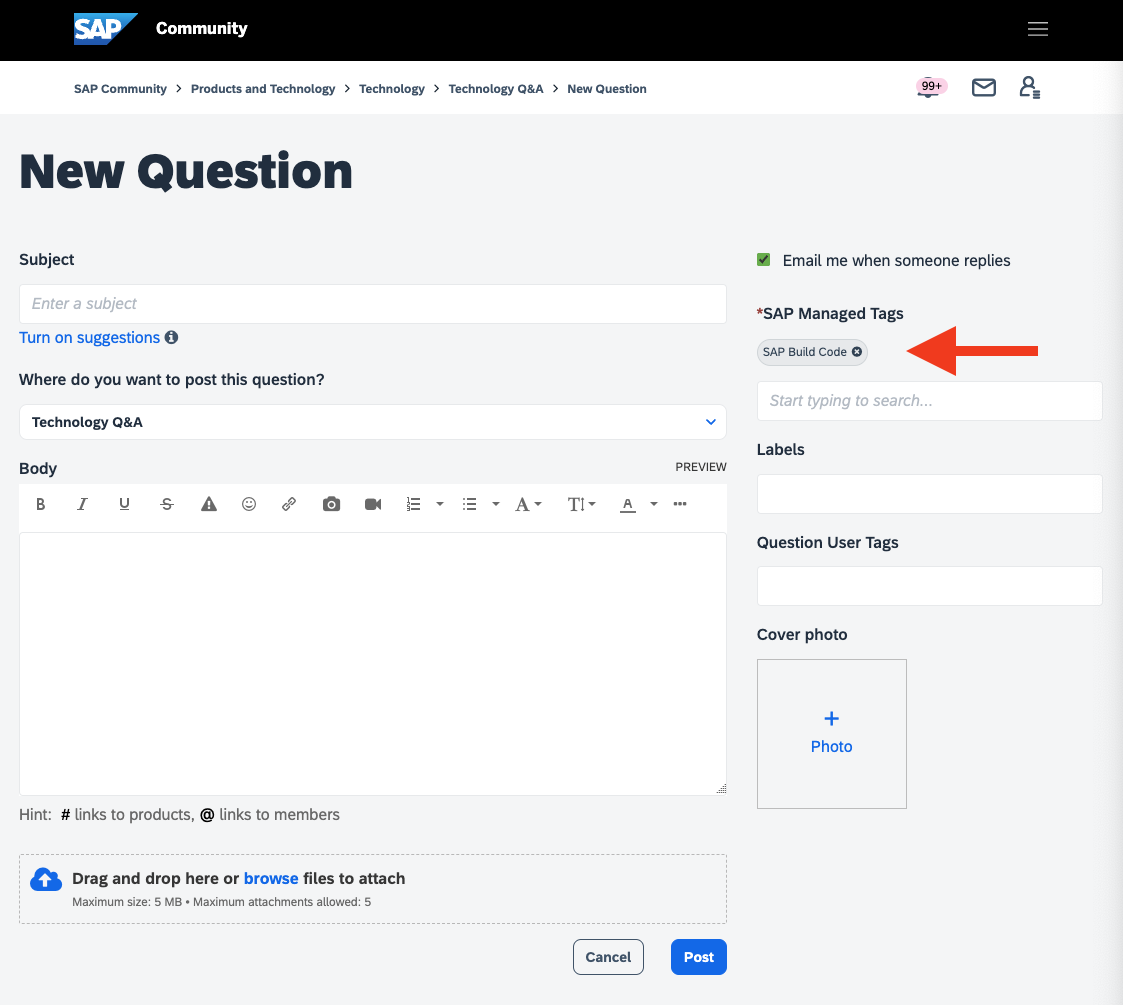 SAP Community
SAP Community > Products and Technology > Technology > Technology Q&A > New Question
99+
New Question
Subject
Enter a subject
Turn on suggestions
Where do you want to post this question?
Technology Q&A
Body
PREVIEW
B I U S A T A
Hint: # links to products, @ links to members
Drag and drop here or browse files to attach
Maximum size: 5 MB • Maximum attachments allowed: 5
Cancel
Post
Email me when someone replies
*SAP Managed Tags
SAP Build Code
Start typing to search...
Labels
Question User Tags
Cover photo
+
Photo